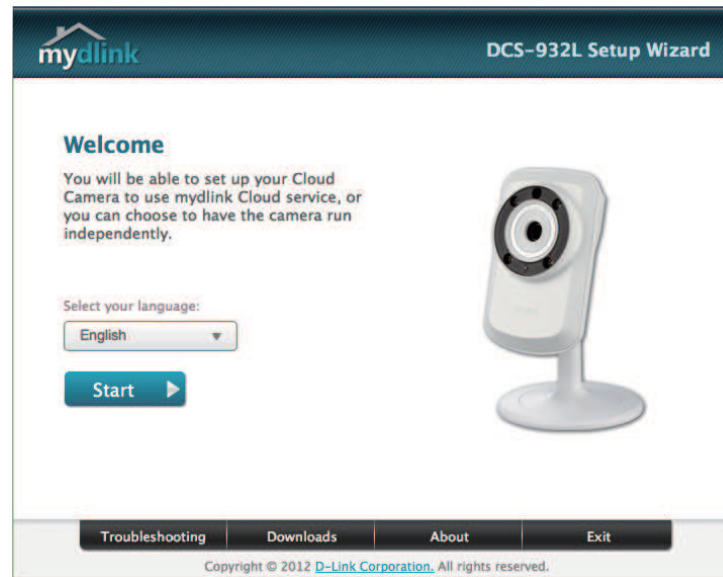 mydlink
DCS-932L Setup Wizard
Welcome
You will be able to set up your Cloud
Camera to use mydlink Cloud service, or
you can choose to have the camera run
independently.
Select your language:
English
Start
Troubleshooting Downloads About Exit
Copyright © 2012 D-Link Corporation. All rights reserved.